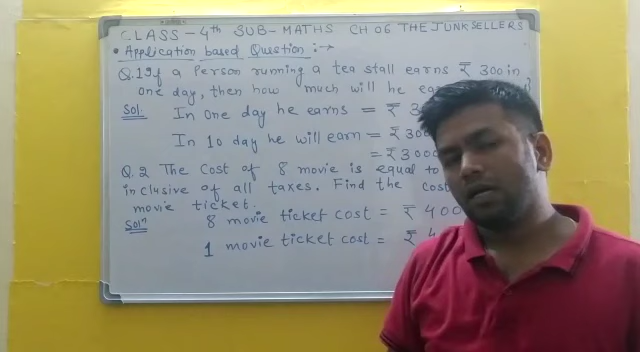 CLASS - 4th SUB - MATHS CH 06 THE JUNK SELLERS
• Application based Question :-→
Q.1 If a Person running a tea stall earns ₹ 300 in
one day, then how much will he
Sol. In one day he earns = ₹
In 10 day he will earn = ₹ 300
= ₹ 3000
Q.2 The Cost of 8 movie is equal to
inclusive of all taxes. Find the cost
movie ticket.
Solⁿ 8 movie ticket cost = ₹ 400
1 movie ticket cost = ₹